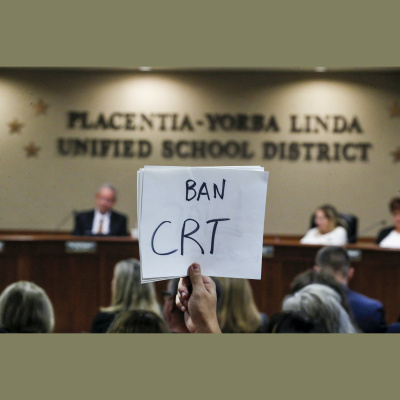 PLACENTIA-YORBA LINDA
UNIFIED SCHOOL DISTRICT
BAN
CRT